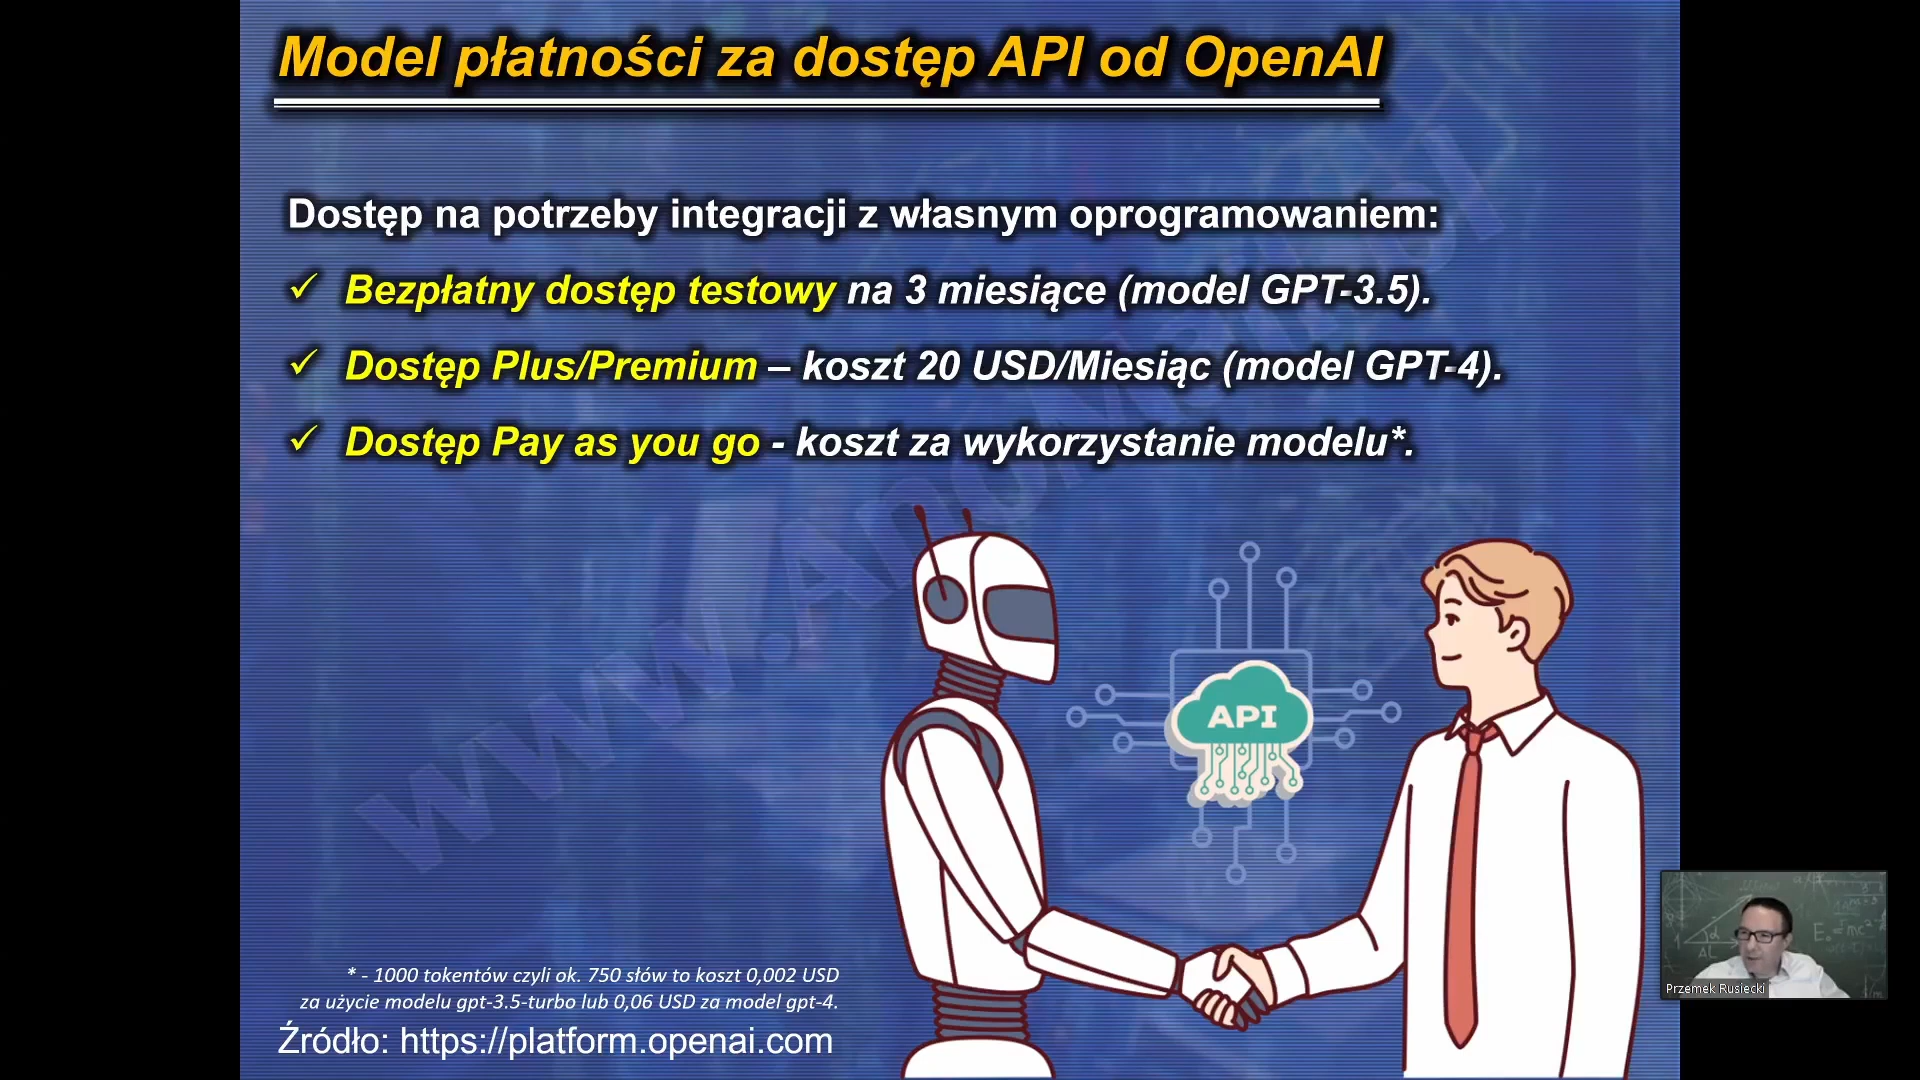 Model płatności za dostęp API od OpenAI
Dostęp na potrzeby integracji z własnym oprogramowaniem:
✓ Bezpłatny dostęp testowy na 3 miesiące (model GPT-3.5).
✓ Dostęp Plus/Premium – koszt 20 USD/Miesiąc (model GPT-4).
✓ Dostęp Pay as you go - koszt za wykorzystanie modelu*.
www.AnoMail.pl
API
* - 1000 tokentów czyli ok. 750 słów to koszt 0,002 USD
za użycie modelu gpt-3.5-turbo lub 0,06 USD za model gpt-4.
Źródło: https://platform.openai.com
Przemek Rusiecki